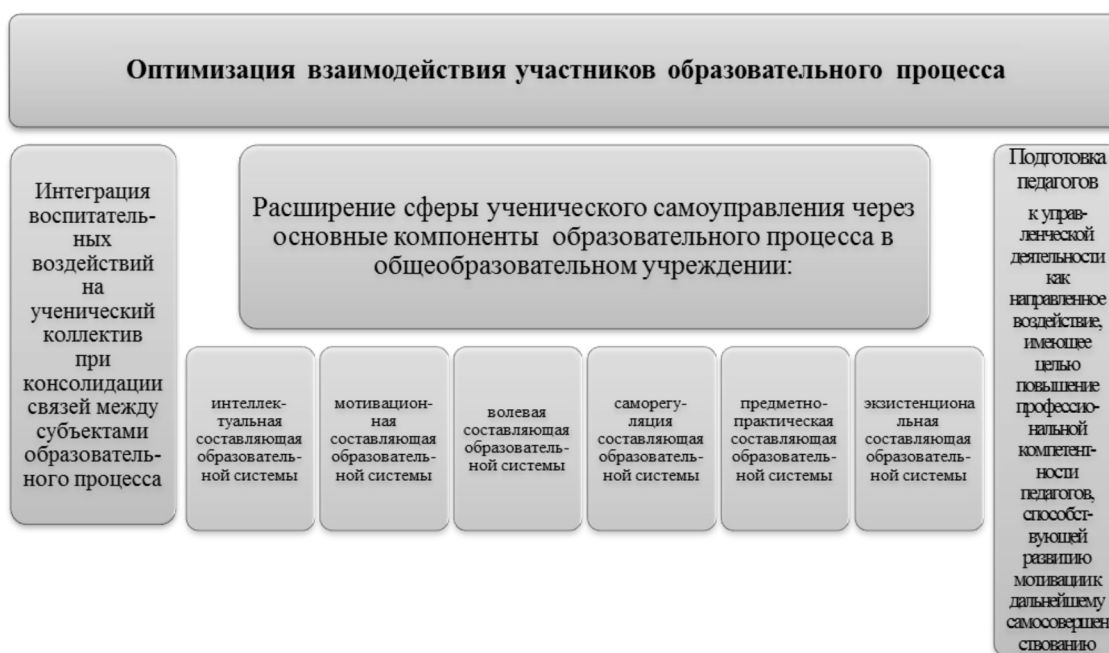 Оптимизация взаимодействия участников образовательного процесса
Интеграция
воспитатель-
ных
воздействий
на
ученический
коллектив
при
консолидации
связей между
субъектами
образователь-
ного процесса
Расширение сферы ученического самоуправления через
основные компоненты образовательного процесса в
общеобразовательном учреждении:
интеллек-
туальная
составляющая
образователь-
ной системы
мотивацион-
ная
составляющая
образователь-
ной системы
волевая
составляющая
образователь-
ной системы
саморегу-
ляция
составляющая
образователь-
ной системы
предметно-
практическая
составляющая
образователь-
ной системы
экзистенциона
льная
составляющая
образователь-
ной системы
Подготовка
педагогов
к управ-
ленческой
деятельности
как
направленное
воздействие,
имеющее
целью
повышение
професси​о-
нальной
компетент-
ности
педагогов,
способст-
вующей
развитию
мотивации к
дальнейшему
самосовершен
ствованию